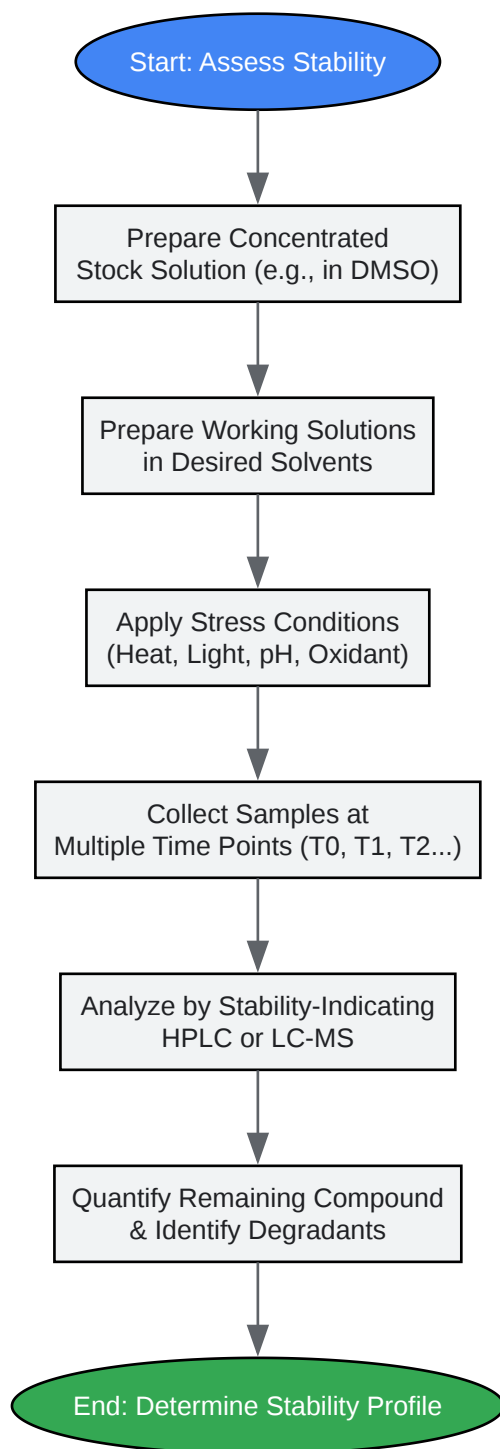 Start: Assess Stability
Prepare Concentrated
Stock Solution (e.g., in DMSO)
Prepare Working Solutions
in Desired Solvents
Apply Stress Conditions
(Heat, Light, pH, Oxidant)
Collect Samples at
Multiple Time Points (T0, T1, T2...)
Analyze by Stability-Indicating
HPLC or LC-MS
Quantify Remaining Compound
& Identify Degradants
End: Determine Stability Profile